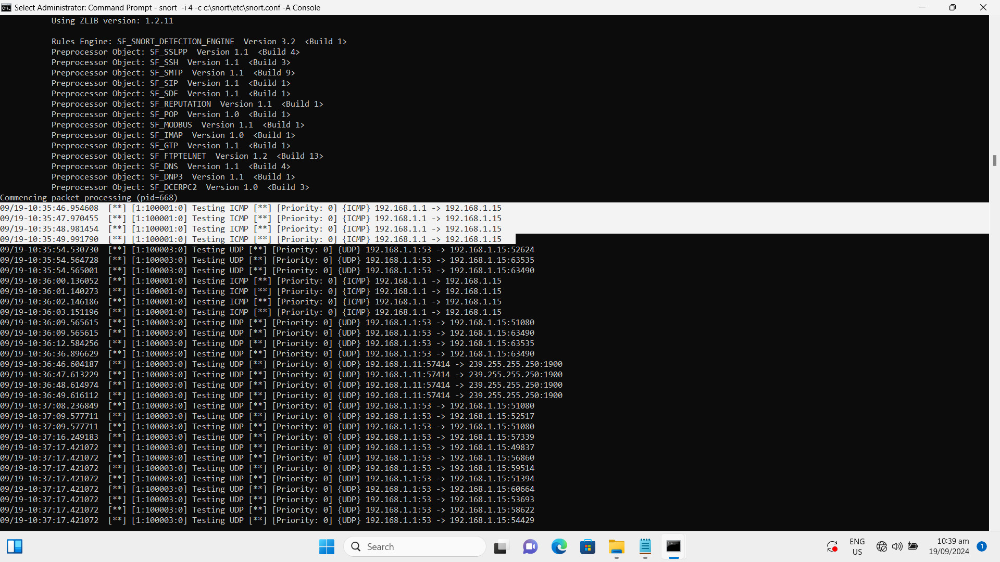 Select Administrator: Command Prompt - snort  -i 4 -c c:\snort\etc\snort.conf -A Console
Using ZLIB version: 1.2.11
Rules Engine: SF_SNORT_DETECTION_ENGINE  Version 3.2  <Build 1>
Preprocessor Object: SF_SSLPP  Version 1.1  <Build 4>
Preprocessor Object: SF_SSH  Version 1.1  <Build 3>
Preprocessor Object: SF_SMTP  Version 1.1  <Build 9>
Preprocessor Object: SF_SIP  Version 1.1  <Build 1>
Preprocessor Object: SF_SDF  Version 1.1  <Build 1>
Preprocessor Object: SF_REPUTATION  Version 1.1  <Build 1>
Preprocessor Object: SF_POP  Version 1.0  <Build 1>
Preprocessor Object: SF_MODBUS  Version 1.1  <Build 1>
Preprocessor Object: SF_IMAP  Version 1.0  <Build 1>
Preprocessor Object: SF_GTP  Version 1.1  <Build 1>
Preprocessor Object: SF_FTPTELNET  Version 1.2  <Build 13>
Preprocessor Object: SF_DNS  Version 1.1  <Build 4>
Preprocessor Object: SF_DNP3  Version 1.1  <Build 1>
Preprocessor Object: SF_DCERPC2  Version 1.0  <Build 3>
Commencing packet processing (pid=668)
09/19-10:35:46.954608  [**] [1:100001:0] Testing ICMP [**] [Priority: 0] {ICMP} 192.168.1.1 -> 192.168.1.15
09/19-10:35:47.970455  [**] [1:100001:0] Testing ICMP [**] [Priority: 0] {ICMP} 192.168.1.1 -> 192.168.1.15
09/19-10:35:48.981454  [**] [1:100001:0] Testing ICMP [**] [Priority: 0] {ICMP} 192.168.1.1 -> 192.168.1.15
09/19-10:35:49.991790  [**] [1:100001:0] Testing ICMP [**] [Priority: 0] {ICMP} 192.168.1.1 -> 192.168.1.15
09/19-10:35:54.530730  [**] [1:100003:0] Testing UDP [**] [Priority: 0] {UDP} 192.168.1.1:53 -> 192.168.1.15:52624
09/19-10:35:54.564728  [**] [1:100003:0] Testing UDP [**] [Priority: 0] {UDP} 192.168.1.1:53 -> 192.168.1.15:63535
09/19-10:35:54.565001  [**] [1:100003:0] Testing UDP [**] [Priority: 0] {UDP} 192.168.1.1:53 -> 192.168.1.15:63490
09/19-10:36:00.136052  [**] [1:100001:0] Testing ICMP [**] [Priority: 0] {ICMP} 192.168.1.1 -> 192.168.1.15
09/19-10:36:01.140273  [**] [1:100001:0] Testing ICMP [**] [Priority: 0] {ICMP} 192.168.1.1 -> 192.168.1.15
09/19-10:36:02.146186  [**] [1:100001:0] Testing ICMP [**] [Priority: 0] {ICMP} 192.168.1.1 -> 192.168.1.15
09/19-10:36:03.151196  [**] [1:100001:0] Testing ICMP [**] [Priority: 0] {ICMP} 192.168.1.1 -> 192.168.1.15
09/19-10:36:09.565615  [**] [1:100003:0] Testing UDP [**] [Priority: 0] {UDP} 192.168.1.1:53 -> 192.168.1.15:51080
09/19-10:36:09.565615  [**] [1:100003:0] Testing UDP [**] [Priority: 0] {UDP} 192.168.1.1:53 -> 192.168.1.15:63490
09/19-10:36:12.584256  [**] [1:100003:0] Testing UDP [**] [Priority: 0] {UDP} 192.168.1.1:53 -> 192.168.1.15:63535
09/19-10:36:36.896629  [**] [1:100003:0] Testing UDP [**] [Priority: 0] {UDP} 192.168.1.1:53 -> 192.168.1.15:63490
09/19-10:36:46.604187  [**] [1:100003:0] Testing UDP [**] [Priority: 0] {UDP} 192.168.1.11:57414 -> 239.255.255.250:1900
09/19-10:36:47.613229  [**] [1:100003:0] Testing UDP [**] [Priority: 0] {UDP} 192.168.1.11:57414 -> 239.255.255.250:1900
09/19-10:36:48.614974  [**] [1:100003:0] Testing UDP [**] [Priority: 0] {UDP} 192.168.1.11:57414 -> 239.255.255.250:1900
09/19-10:36:49.616112  [**] [1:100003:0] Testing UDP [**] [Priority: 0] {UDP} 192.168.1.11:57414 -> 239.255.255.250:1900
09/19-10:37:08.236849  [**] [1:100003:0] Testing UDP [**] [Priority: 0] {UDP} 192.168.1.1:53 -> 192.168.1.15:51080
09/19-10:37:09.577711  [**] [1:100003:0] Testing UDP [**] [Priority: 0] {UDP} 192.168.1.1:53 -> 192.168.1.15:52517
09/19-10:37:09.577711  [**] [1:100003:0] Testing UDP [**] [Priority: 0] {UDP} 192.168.1.1:53 -> 192.168.1.15:51080
09/19-10:37:16.249183  [**] [1:100003:0] Testing UDP [**] [Priority: 0] {UDP} 192.168.1.1:53 -> 192.168.1.15:57339
09/19-10:37:17.421072  [**] [1:100003:0] Testing UDP [**] [Priority: 0] {UDP} 192.168.1.1:53 -> 192.168.1.15:49837
09/19-10:37:17.421072  [**] [1:100003:0] Testing UDP [**] [Priority: 0] {UDP} 192.168.1.1:53 -> 192.168.1.15:56860
09/19-10:37:17.421072  [**] [1:100003:0] Testing UDP [**] [Priority: 0] {UDP} 192.168.1.1:53 -> 192.168.1.15:59514
09/19-10:37:17.421072  [**] [1:100003:0] Testing UDP [**] [Priority: 0] {UDP} 192.168.1.1:53 -> 192.168.1.15:51394
09/19-10:37:17.421072  [**] [1:100003:0] Testing UDP [**] [Priority: 0] {UDP} 192.168.1.1:53 -> 192.168.1.15:60664
09/19-10:37:17.421072  [**] [1:100003:0] Testing UDP [**] [Priority: 0] {UDP} 192.168.1.1:53 -> 192.168.1.15:53693
09/19-10:37:17.421072  [**] [1:100003:0] Testing UDP [**] [Priority: 0] {UDP} 192.168.1.1:53 -> 192.168.1.15:58622
09/19-10:37:17.421072  [**] [1:100003:0] Testing UDP [**] [Priority: 0] {UDP} 192.168.1.1:53 -> 192.168.1.15:54429
Search
ENG
US
10:39 am
19/09/2024
1